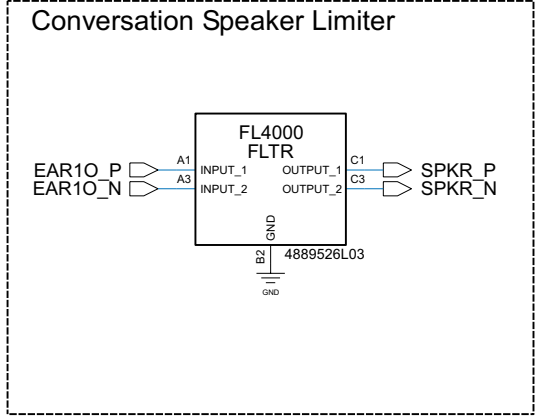 Conversation Speaker Limiter
FL4000
FLTR
EAR1O_P A1 INPUT_1 OUTPUT_1 C1 SPKR_P
EAR1O_N A3 INPUT_2 OUTPUT_2 C3 SPKR_N
GND
B2 4889526L03
GND